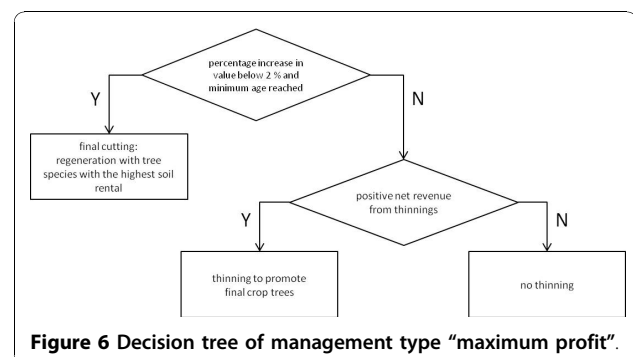 percentage increase in
value below 2 % and
minimum age reached
Y
N
final cutting:
regeneration with tree
species with the highest soil
rental
positive net revenue
from thinnings
Y
N
thinning to promote
final crop trees
no thinning
Figure 6 Decision tree of management type “maximum profit”.